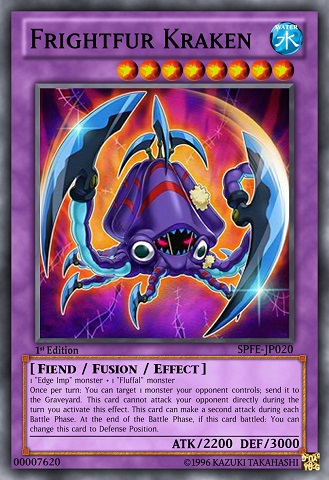 FRIGHTFUR KRAKEN
WATER
水
1st Edition
SPFE-JP020
[ FIEND / FUSION / EFFECT ]
1 "Edge Imp" monster + 1 "Fluffal" monster
Once per turn: You can target 1 monster your opponent controls; send it
to the Graveyard. This card cannot attack your opponent directly during the
turn you activate this effect. This card can make a second attack during each
Battle Phase. At the end of the Battle Phase, if this card battled: You can
change this card to Defense Position.
ATK/2200 DEF/3000
00007620
©1996 KAZUKI TAKAHASHI